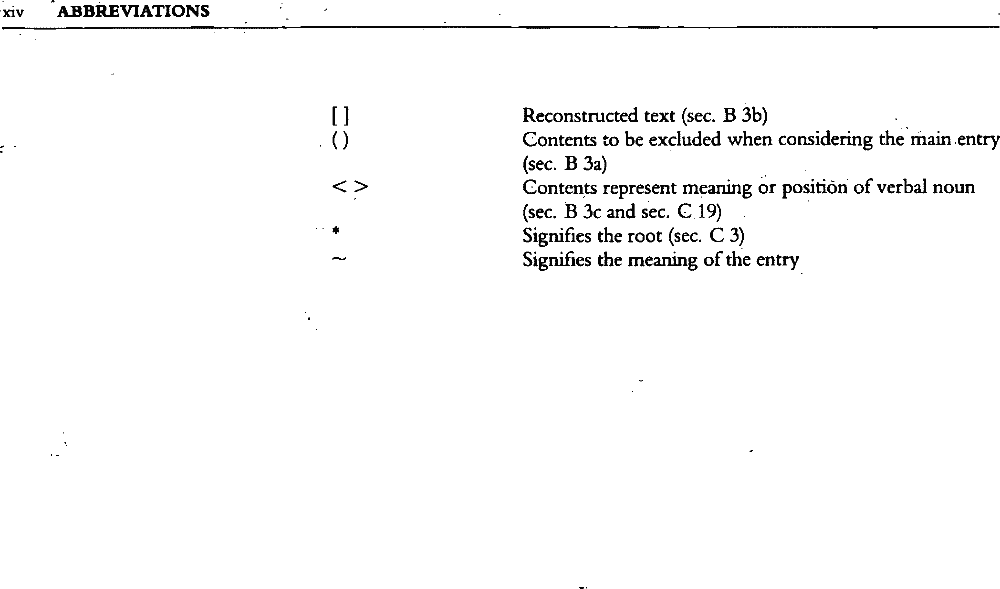 xiv ABBREVIATIONS
[ ] Reconstructed text (sec. B 3b)
( ) Contents to be excluded when considering the main entry
(sec. B 3a)
< > Contents represent meaning or position of verbal noun
(sec. B 3c and sec. C 19)
* Signifies the root (sec. C 3)
~ Signifies the meaning of the entry